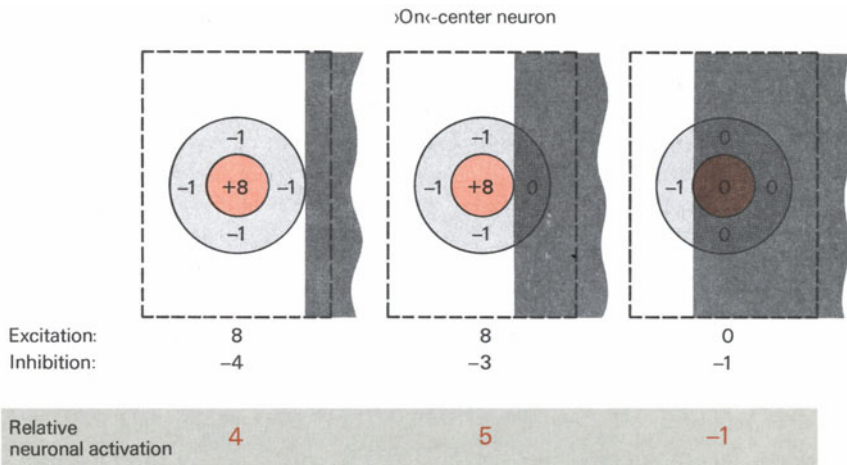 ›On‹-center neuron
−1 −1 0
−1 +8 −1 −1 +8 0 −1 0 0
−1 −1 0
Excitation: 8 8 0
Inhibition: −4 −3 −1
Relative
neuronal activation 4 5 −1